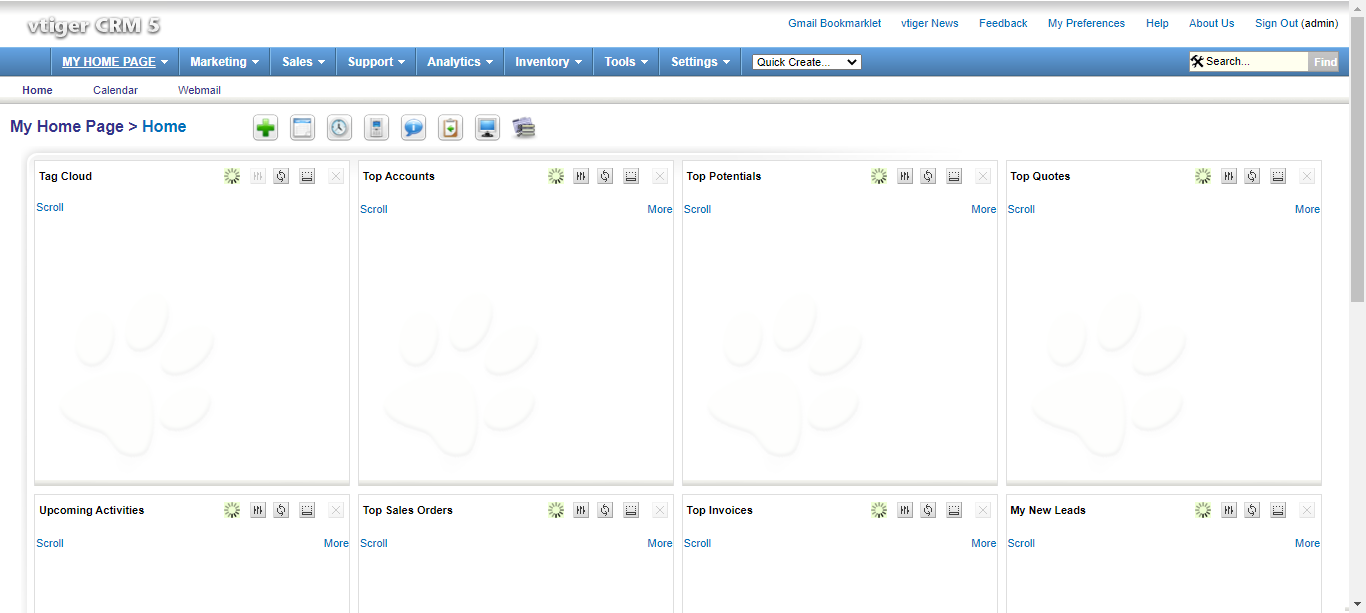 vtiger CRM 5
Gmail Bookmarklet vtiger News Feedback My Preferences Help About Us Sign Out (admin)
MY HOME PAGE Marketing Sales Support Analytics Inventory Tools Settings Quick Create... Search... Find
Home Calendar Webmail
My Home Page > Home
Tag Cloud Top Accounts Top Potentials Top Quotes
Scroll Scroll More Scroll More Scroll More
Upcoming Activities Top Sales Orders Top Invoices My New Leads
Scroll More Scroll More Scroll More Scroll More